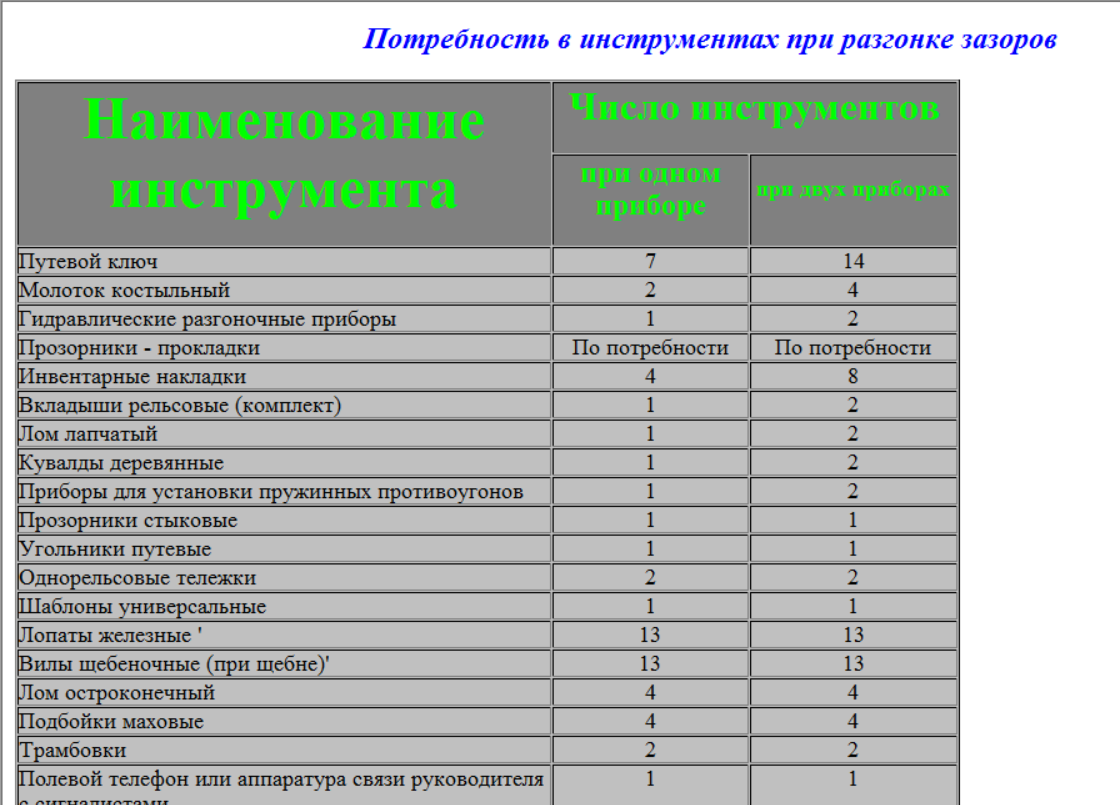 Потребность в инструментах при разгонке зазоров
Наименование
инструмента
Число инструментов
при одном
приборе
при двух приборах
Путевой ключ 7 14
Молоток костыльный 2 4
Гидравлические разгоночные приборы 1 2
Прозорники - прокладки По потребности По потребности
Инвентарные накладки 4 8
Вкладыши рельсовые (комплект) 1 2
Лом лапчатый 1 2
Кувалды деревянные 1 2
Приборы для установки пружинных противоугонов 1 2
Прозорники стыковые 1 1
Угольники путевые 1 1
Однорельсовые тележки 2 2
Шаблоны универсальные 1 1
Лопаты железные ' 13 13
Вилы щебеночные (при щебне)' 13 13
Лом остроконечный 4 4
Подбойки маховые 4 4
Трамбовки 2 2
Полевой телефон или аппаратура связи руководителя 1 1
с сигналистами